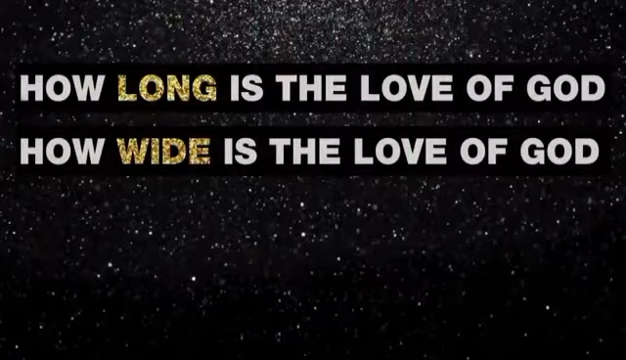 HOW LONG IS THE LOVE OF GOD
HOW WIDE IS THE LOVE OF GOD